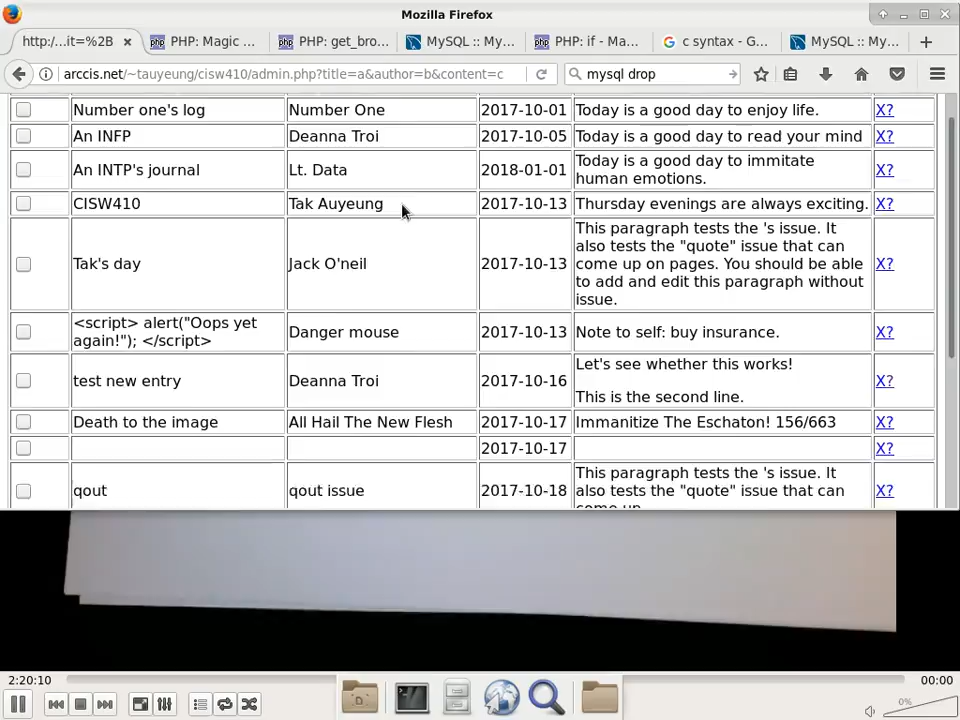 Mozilla Firefox
http:/...it=%2B
PHP: Magic ...
PHP: get_bro...
MySQL :: My...
PHP: if - Ma...
c syntax - G...
MySQL :: My...
arccis.net/~tauyeung/cisw410/admin.php?title=a&author=b&content=c
mysql drop
Number one's log Number One 2017-10-01 Today is a good day to enjoy life. X?
An INFP Deanna Troi 2017-10-05 Today is a good day to read your mind X?
An INTP's journal Lt. Data 2018-01-01 Today is a good day to immitate
human emotions. X?
CISW410 Tak Auyeung 2017-10-13 Thursday evenings are always exciting. X?
Tak's day Jack O'neil 2017-10-13 This paragraph tests the 's issue. It
also tests the "quote" issue that can
come up on pages. You should be able
to add and edit this paragraph without
issue. X?
<script> alert("Oops yet
again!"); </script> Danger mouse 2017-10-13 Note to self: buy insurance. X?
test new entry Deanna Troi 2017-10-16 Let's see whether this works!
This is the second line. X?
Death to the image All Hail The New Flesh 2017-10-17 Immanitize The Eschaton! 156/663 X?
2017-10-17 X?
qout qout issue 2017-10-18 This paragraph tests the 's issue. It
also tests the "quote" issue that can X?
come up
2:20:10
00:00
0%